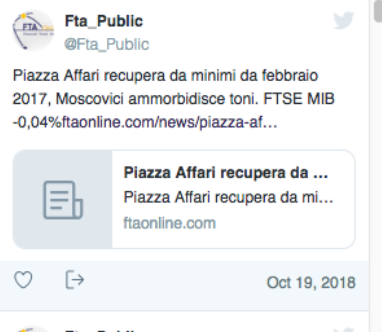 Fta_Public
@Fta_Public
Piazza Affari recupera da minimi da febbraio
2017, Moscovici ammorbidisce toni. FTSE MIB
-0,04%ftaonline.com/news/piazza-af…
Piazza Affari recupera da ...
Piazza Affari recupera da mi...
ftaonline.com
Oct 19, 2018